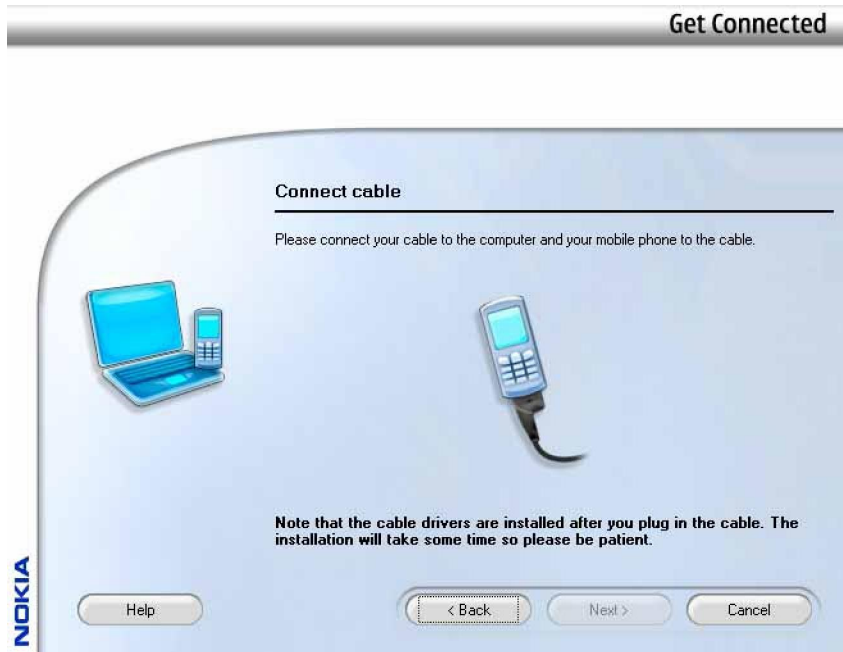 Get Connected
Connect cable
Please connect your cable to the computer and your mobile phone to the cable.
Note that the cable drivers are installed after you plug in the cable. The
installation will take some time so please be patient.
NOKIA
Help
< Back
Next >
Cancel